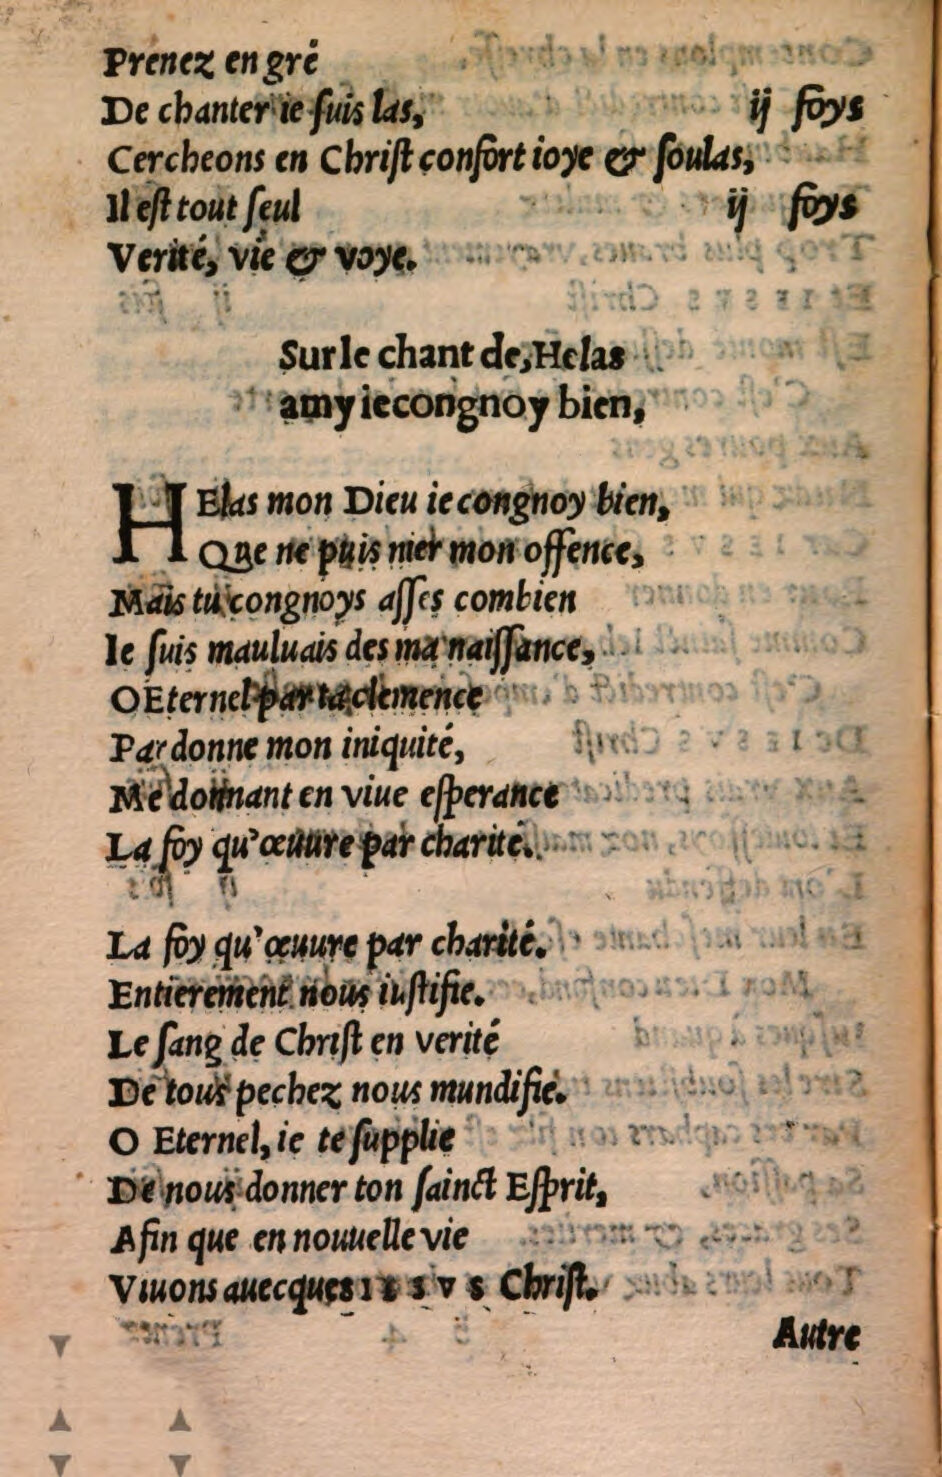 Prenez en gré
De chanter ie ſuis las, ij foys
Cercheons en Chriſt confort ioye & ſoulas,
Il eſt tout ſeul ij foys
Verité, vie & voye.
Sur le chant de, Helas
amy ie congnoy bien,
HElas mon Dieu ie congnoy bien,
Que ne puis nier mon offence,
Mais tu congnoys aſſes combien
Ie ſuis mauluais des ma naiſſance,
O Eternel par ta clemence
Pardonne mon iniquité,
Me donnant en viue eſperance
La foy qu'œuure par charité.
La foy qu'œuure par charité.
Entierement nous iuſtifie.
Le ſang de Chriſt en verité
De tous pechez nous mundifie.
O Eternel, ie te ſupplie
De nous donner ton ſainct Eſprit,
Afin que en nouuelle vie
Viuons auecques IESVS Chriſt.
Autre